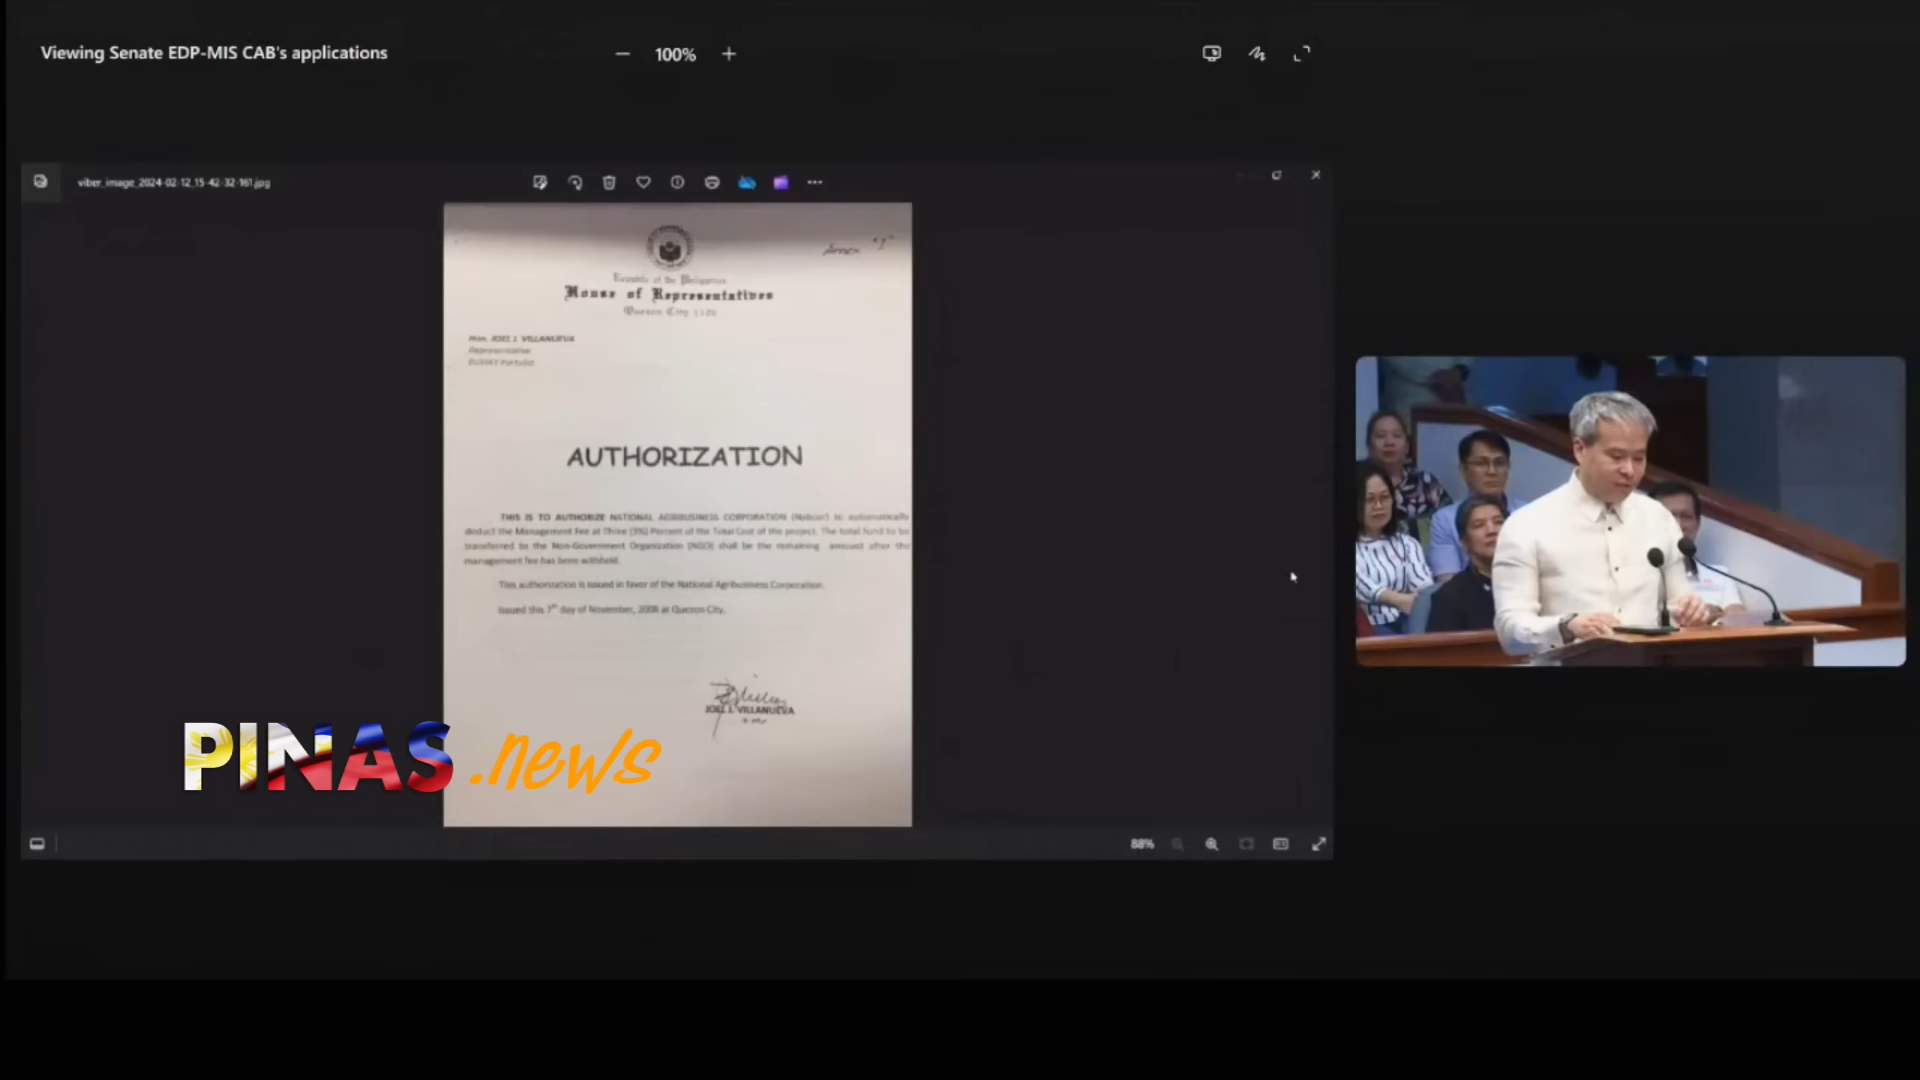 Viewing Senate EDP-MIS CAB's applications
100%
viber_image_2024-02-12_15-42-32-161.jpg
Annex "I"
Republic of the Philippines
House of Representatives
Quezon City
Hon. JOEL J. VILLANUEVA
Representative
AUTHORIZATION
THIS IS TO AUTHORIZE NATIONAL AGRIBUSINESS CORPORATION (Nabcor) to automatically
deduct the Management Fee at Three (3%) Percent of the Total Cost of the project. The total fund to be
transferred to the Non-Government Organization (NGO) shall be the remaining amount after the
management fee has been withheld.
This authorization is issued in favor of the National Agribusiness Corporation.
Issued this 7th day of November, 2008 at Quezon City.
JOEL J. VILLANUEVA
PINAS.news
88%